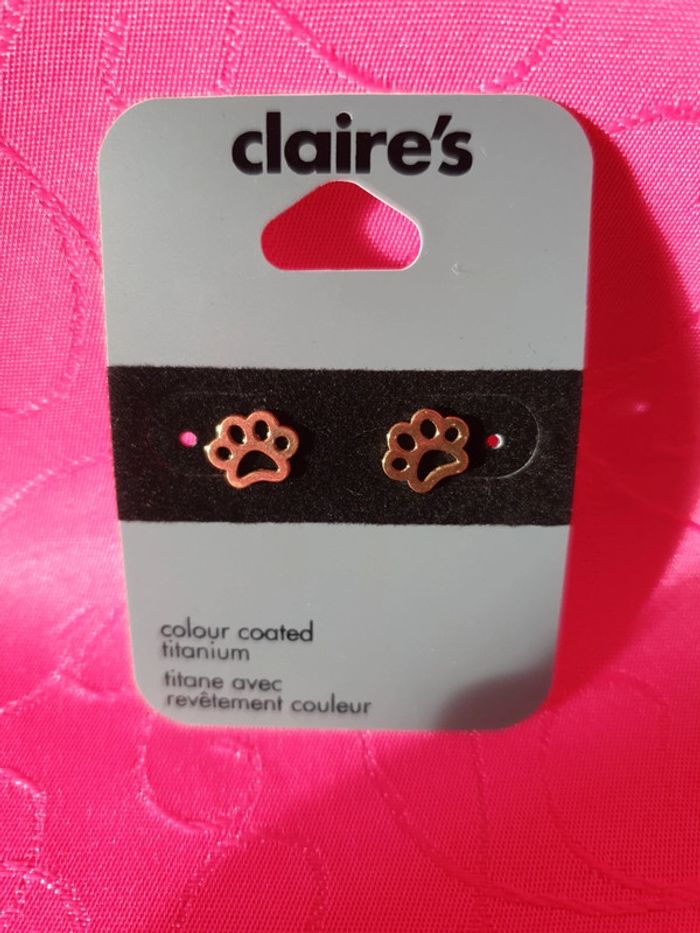 claire's
colour coated
titanium
titane avec
revêtement couleur